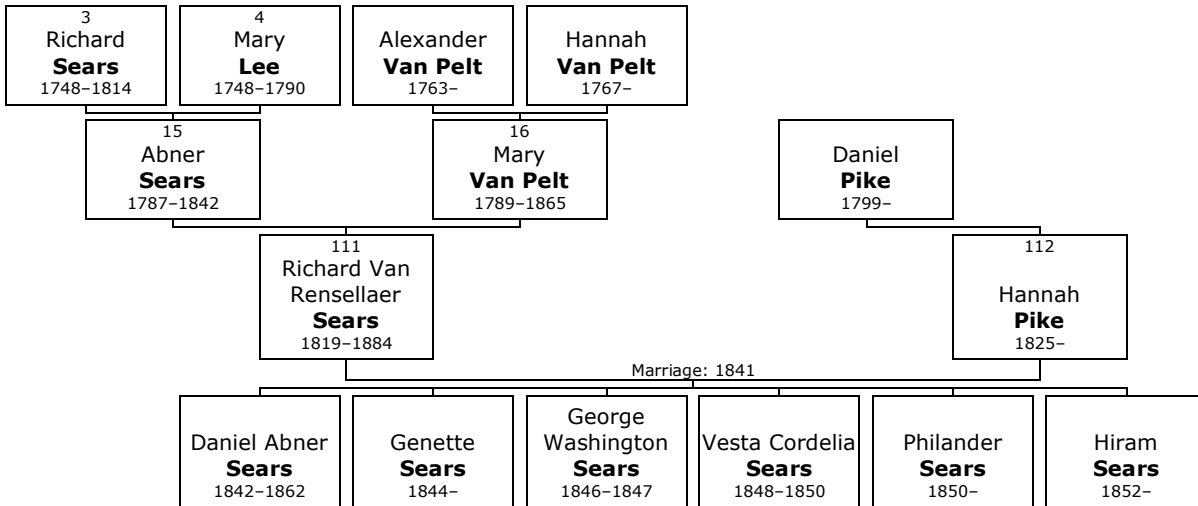 3
Richard
Sears
1748–1814
4
Mary
Lee
1748–1790
Alexander
Van Pelt
1763–
Hannah
Van Pelt
1767–
15
Abner
Sears
1787–1842
16
Mary
Van Pelt
1789–1865
Daniel
Pike
1799–
111
Richard Van
Rensellaer
Sears
1819–1884
112
Hannah
Pike
1825–
Marriage: 1841
Daniel Abner
Sears
1842–1862
Genette
Sears
1844–
George
Washington
Sears
1846–1847
Vesta Cordelia
Sears
1848–1850
Philander
Sears
1850–
Hiram
Sears
1852–